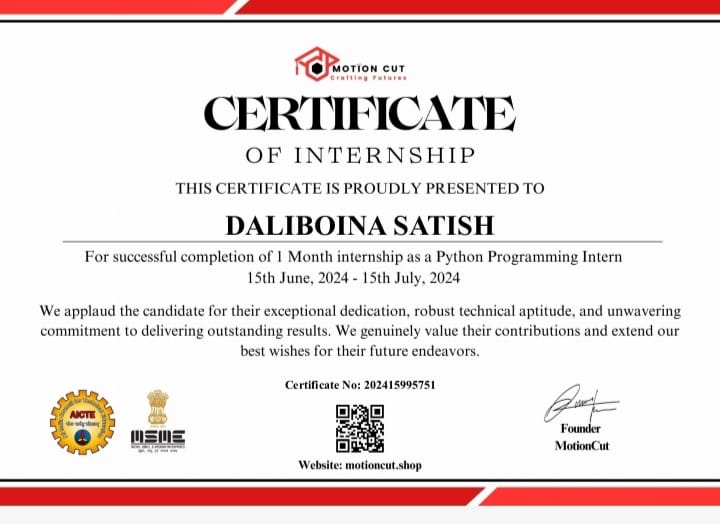 MOTION CUT
Crafting Futures
CERTIFICATE
OF INTERNSHIP
THIS CERTIFICATE IS PROUDLY PRESENTED TO
DALIBOINA SATISH
For successful completion of 1 Month internship as a Python Programming Intern
15th June, 2024 - 15th July, 2024
We applaud the candidate for their exceptional dedication, robust technical aptitude, and unwavering
commitment to delivering outstanding results. We genuinely value their contributions and extend our
best wishes for their future endeavors.
Certificate No: 202415995751
AICTE
MSME
Founder
MotionCut
Website: motioncut.shop